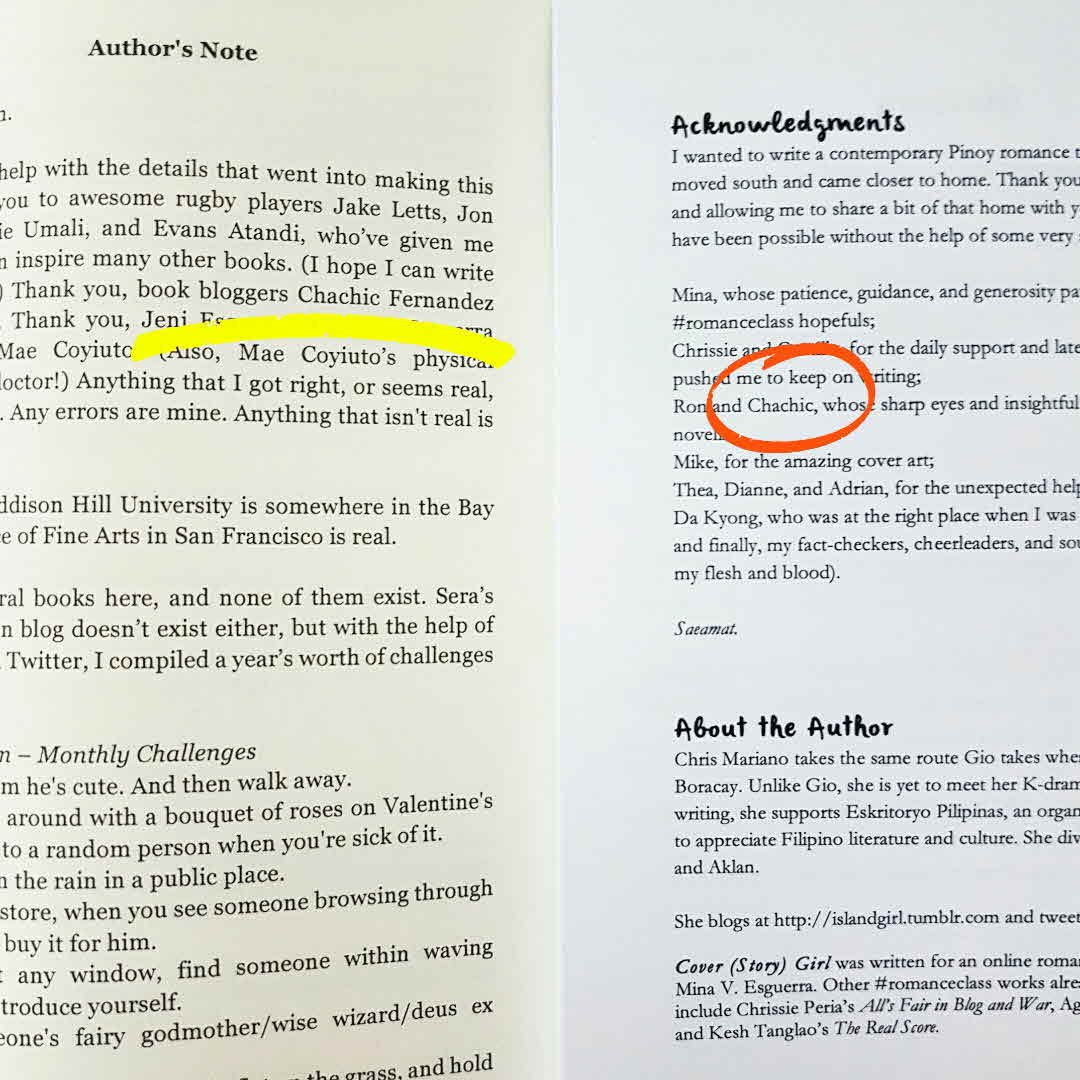 Author's Note
n.
help with the details that went into making this
you to awesome rugby players Jake Letts, Jon
ie Umali, and Evans Atandi, who've given me
n inspire many other books. (I hope I can write
) Thank you, book bloggers Chachic Fernandez
. Thank you, Jeni
Mae Coyiuto (Also, Mae Coyiuto's physical
doctor!) Anything that I got right, or seems real,
. Any errors are mine. Anything that isn't real is
ddison Hill University is somewhere in the Bay
e of Fine Arts in San Francisco is real.
ral books here, and none of them exist. Sera's
n blog doesn't exist either, but with the help of
. Twitter, I compiled a year's worth of challenges
n – Monthly Challenges
m he's cute. And then walk away.
around with a bouquet of roses on Valentine's
to a random person when you're sick of it.
n the rain in a public place.
store, when you see someone browsing through
buy it for him.
t any window, find someone within waving
troduce yourself.
eone's fairy godmother/wise wizard/deus ex
the grass, and hold
Acknowledgments
I wanted to write a contemporary Pinoy romance t
moved south and came closer to home. Thank you
and allowing me to share a bit of that home with y
have been possible without the help of some very
Mina, whose patience, guidance, and generosity pa
#romanceclass hopefuls;
Chrissie and for the daily support and late
pushed me to keep on writing;
Ron and Chachic, whose sharp eyes and insightful
novel
Mike, for the amazing cover art;
Thea, Dianne, and Adrian, for the unexpected help
Da Kyong, who was at the right place when I was
and finally, my fact-checkers, cheerleaders, and sou
my flesh and blood).
Saeamat.
About the Author
Chris Mariano takes the same route Gio takes whe
Boracay. Unlike Gio, she is yet to meet her K-dram
writing, she supports Eskritoryo Pilipinas, an organ
to appreciate Filipino literature and culture. She div
and Aklan.
She blogs at http://islandgirl.tumblr.com and tweet
Cover (Story) Girl was written for an online roma
Mina V. Esguerra. Other #romanceclass works alre
include Chrissie Peria's All's Fair in Blog and War, Ag
and Kesh Tanglao's The Real Score.